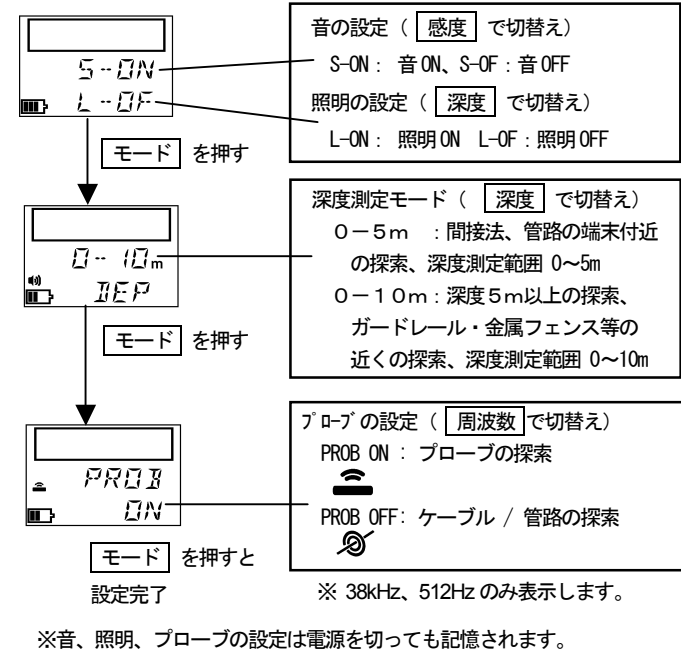 S-ON
L-OF
音の設定（ 感度 で切替え）
S-ON： 音ON、S-OF：音OFF
照明の設定（ 深度 で切替え）
L-ON： 照明ON L-OF：照明OFF
モード を押す
0-10m
DEP
深度測定モード（ 深度 で切替え）
０－５ｍ ：間接法、管路の端末付近
の探索、深度測定範囲 0～5m
０－１０ｍ：深度５ｍ以上の探索、
ガードレール・金属フェンス等の
近くの探索、深度測定範囲 0～10m
モード を押す
PROB
ON
プローブの設定（ 周波数 で切替え）
PROB ON ： プローブの探索
PROB OFF： ケーブル / 管路の探索
モード を押すと
設定完了
※ 38kHz、512Hz のみ表示します。
※音、照明、プローブの設定は電源を切っても記憶されます。